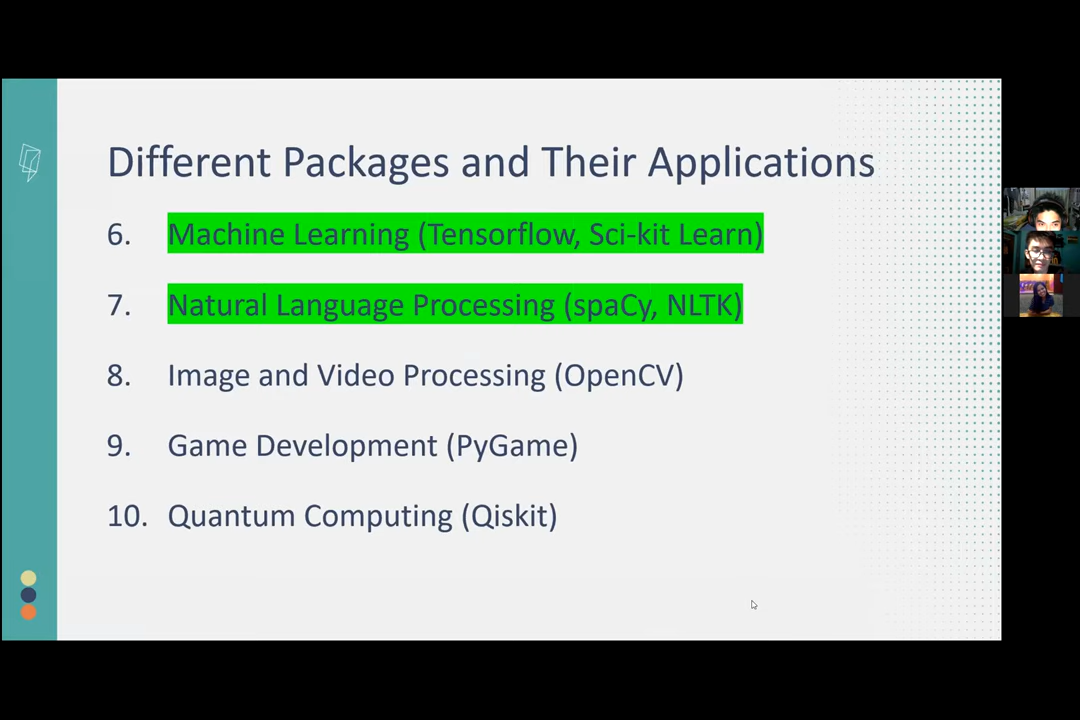 Different Packages and Their Applications
6. Machine Learning (Tensorflow, Sci-kit Learn)
7. Natural Language Processing (spaCy, NLTK)
8. Image and Video Processing (OpenCV)
9. Game Development (PyGame)
10. Quantum Computing (Qiskit)